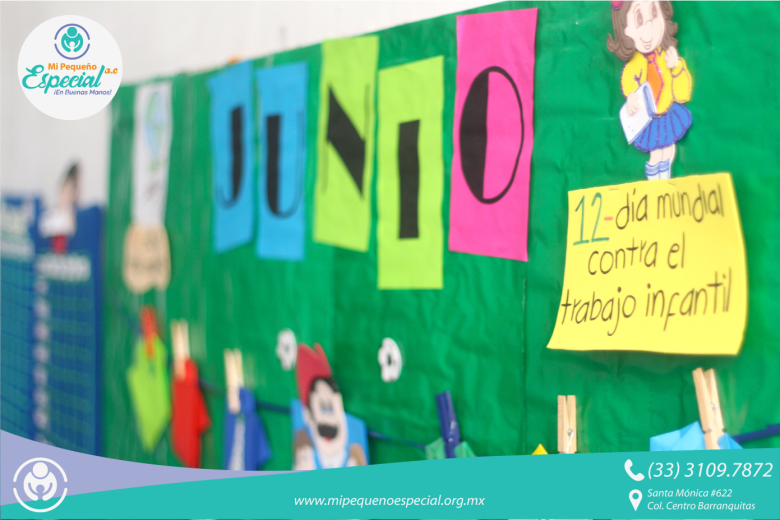 Mi Pequeño
Especial a.c
¡En Buenas Manos!
JUNIO
12-día mundial
contra el
trabajo infantil
(33) 3109.7872
www.mipequenoespecial.org.mx
Santa Mónica #622
Col. Centro Barranquitas